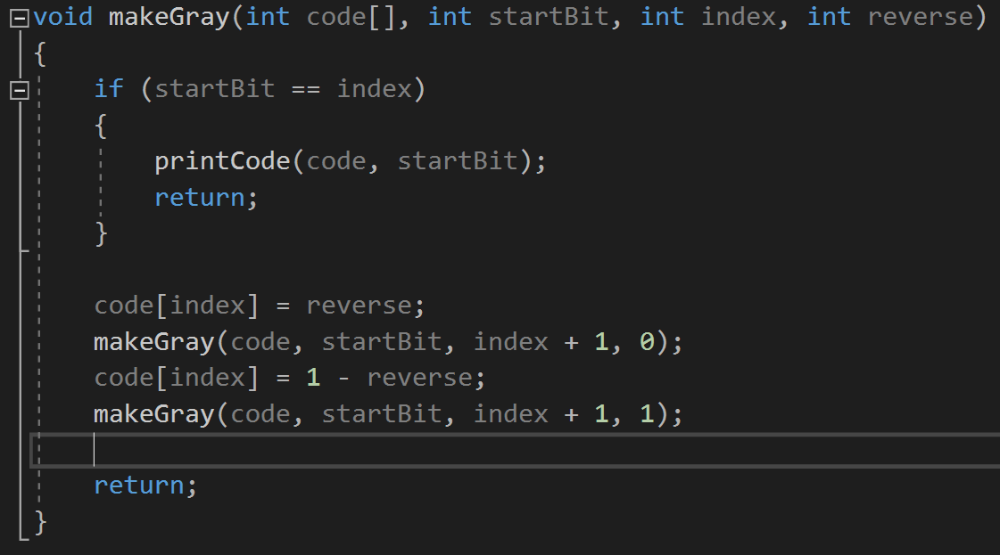 void makeGray(int code[], int startBit, int index, int reverse)
{
    if (startBit == index)
    {
        printCode(code, startBit);
        return;
    }

    code[index] = reverse;
    makeGray(code, startBit, index + 1, 0);
    code[index] = 1 - reverse;
    makeGray(code, startBit, index + 1, 1);

    return;
}